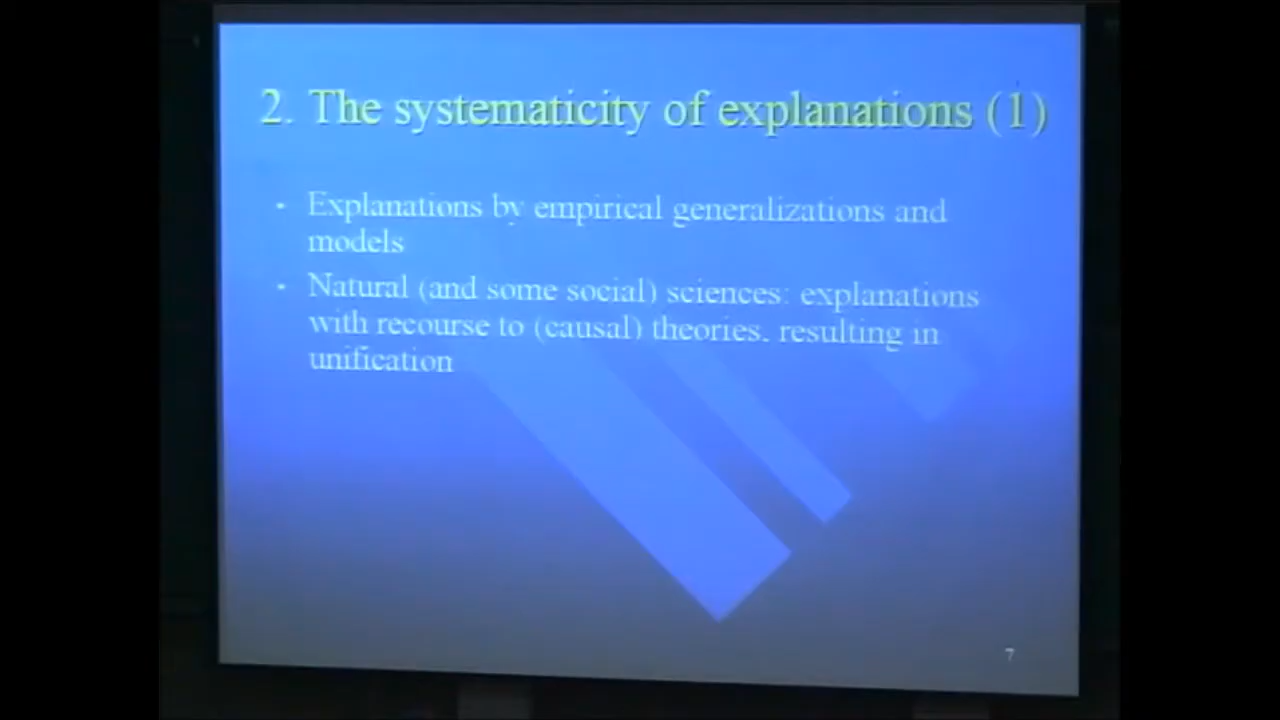 2. The systematicity of explanations (1)
• Explanations by empirical generalizations and
models
• Natural (and some social) sciences: explanations
with recourse to (causal) theories, resulting in
unification
7